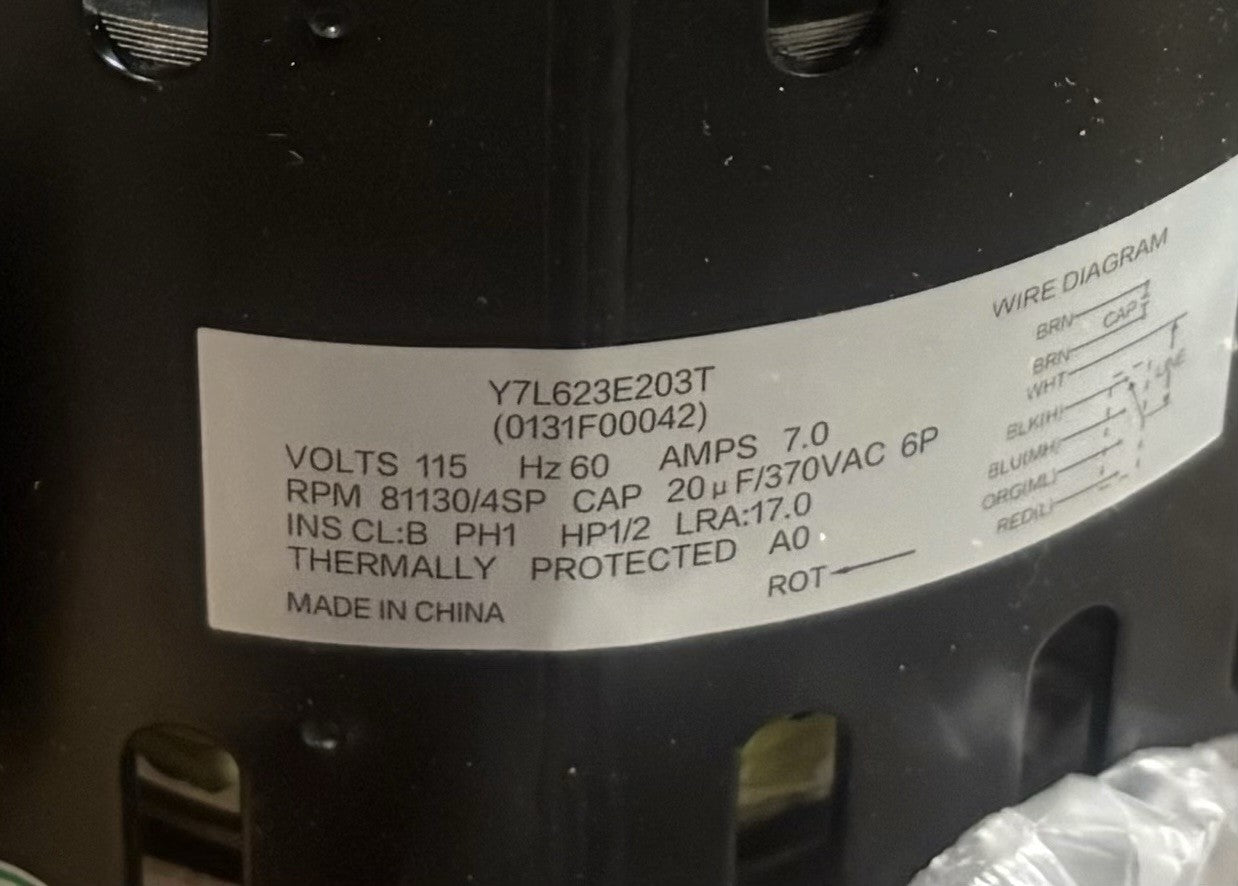 Y7L623E203T
(0131F00042)
VOLTS 115 Hz 60 AMPS 7.0
RPM 81130/4SP CAP 20 μF/370VAC 6P
INS CL:B PH1 HP1/2 LRA:17.0
THERMALLY PROTECTED A0
ROT
MADE IN CHINA
WIRE DIAGRAM
BRN
CAP
BRN
WHT
LINE
BLK(H)
BLU(MH)
ORG(ML)
RED(L)